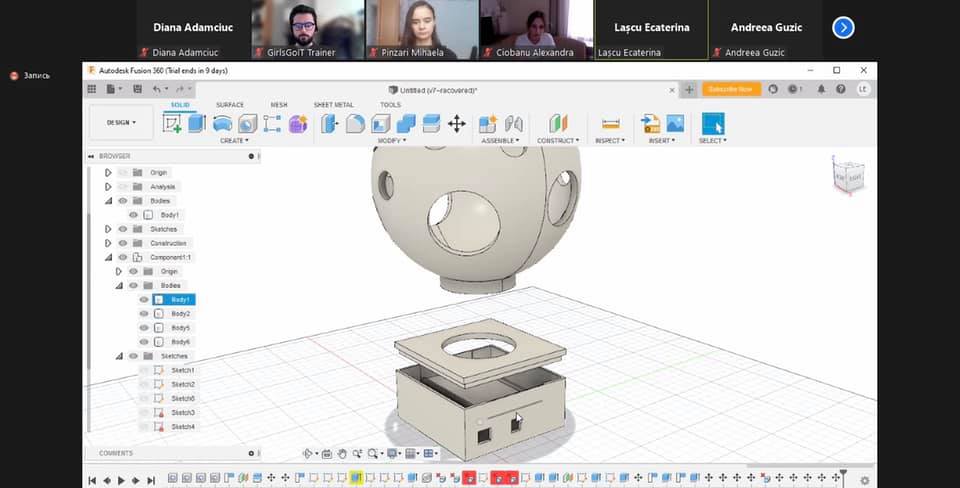 Diana Adamciuc
Lașcu Ecaterina
Andreea Guzic
Diana Adamciuc
GirlsGoIT Trainer
Pinzari Mihaela
Ciobanu Alexandra
Lașcu Ecaterina
Andreea Guzic
Запись
Autodesk Fusion 360 (Trial ends in 9 days)
Untitled (v7~recovered)*
Subscribe Now
1
LE
SOLID
SURFACE
MESH
SHEET METAL
TOOLS
DESIGN
CREATE
MODIFY
ASSEMBLE
CONSTRUCT
INSPECT
INSERT
SELECT
BROWSER
Origin
Analysis
Bodies
Body1
Sketches
Construction
Component1:1
Origin
Bodies
Body1
Body2
Body5
Body6
Sketches
Sketch1
Sketch2
Sketch6
Sketch3
Sketch4
COMMENTS